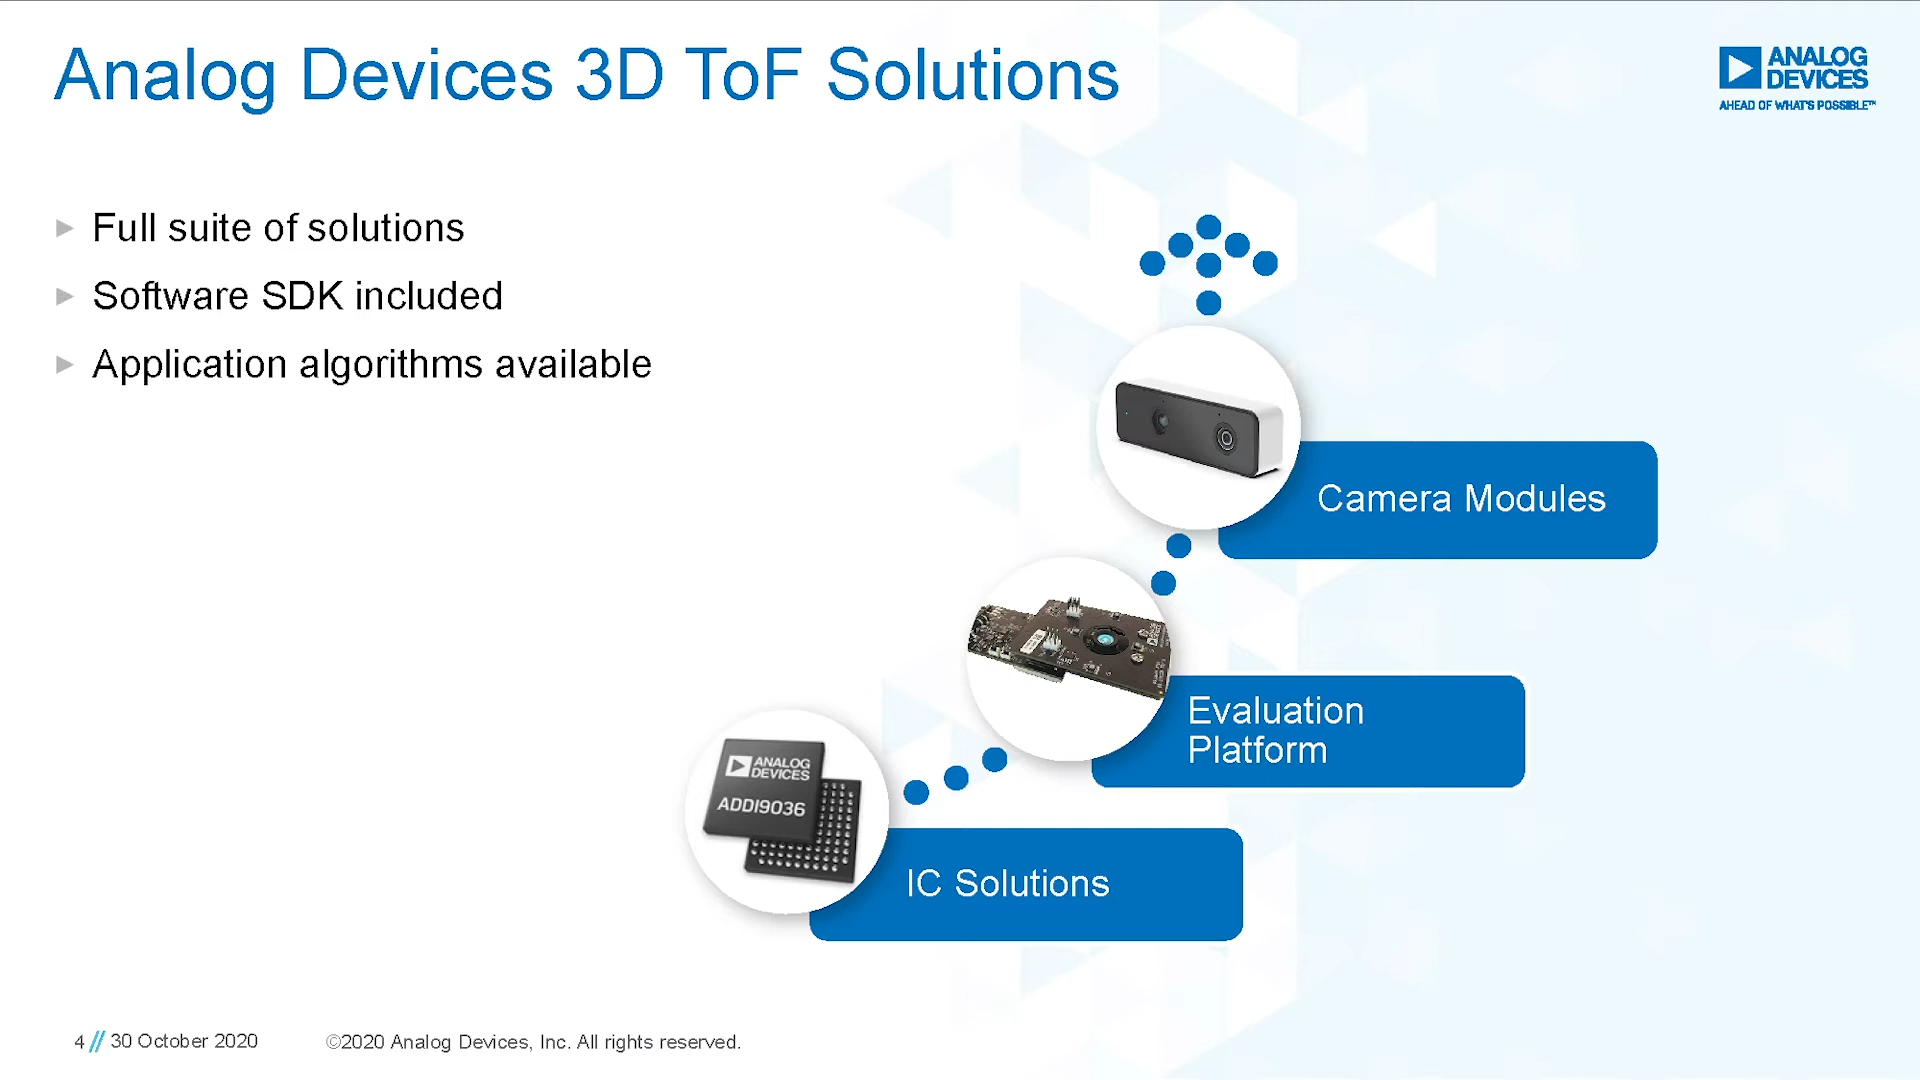 Analog Devices 3D ToF Solutions
ANALOG
DEVICES
AHEAD OF WHAT'S POSSIBLE™
Full suite of solutions
Software SDK included
Application algorithms available
Camera Modules
Evaluation
Platform
ANALOG
DEVICES
ADDI9036
IC Solutions
4 // 30 October 2020 ©2020 Analog Devices, Inc. All rights reserved.